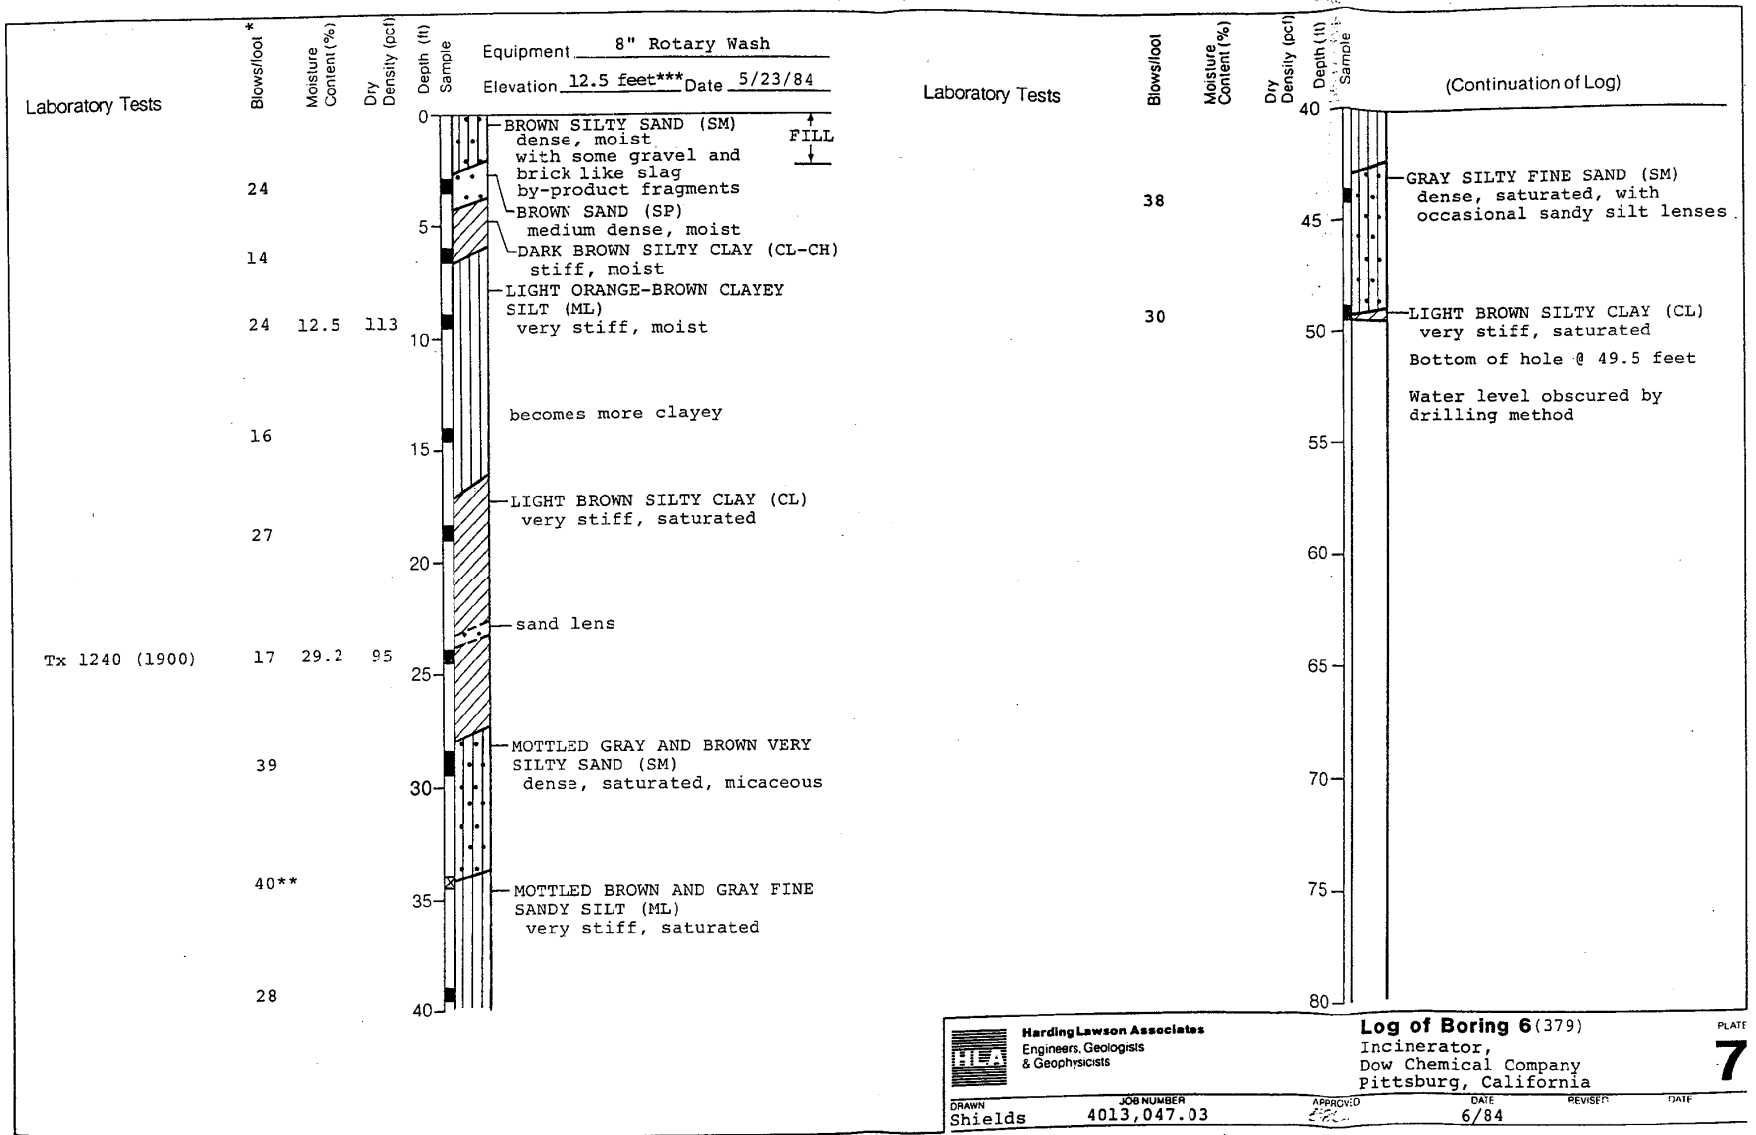 Laboratory Tests
Blows/foot *
Moisture
Content (%)
Dry
Density (pcf)
Depth (ft)
Sample
Equipment 8" Rotary Wash
Elevation 12.5 feet*** Date 5/23/84
0
BROWN SILTY SAND (SM)
dense, moist
with some gravel and
brick like slag
by-product fragments
FILL
24
BROWN SAND (SP)
medium dense, moist
5
DARK BROWN SILTY CLAY (CL-CH)
stiff, moist
14
LIGHT ORANGE-BROWN CLAYEY
SILT (ML)
very stiff, moist
24 12.5 113
10
becomes more clayey
16
15
LIGHT BROWN SILTY CLAY (CL)
very stiff, saturated
27
20
sand lens
Tx 1240 (1900) 17 29.2 95
25
MOTTLED GRAY AND BROWN VERY
SILTY SAND (SM)
dense, saturated, micaceous
39
30
40**
MOTTLED BROWN AND GRAY FINE
SANDY SILT (ML)
very stiff, saturated
35
28
40
Laboratory Tests
Blows/foot
Moisture
Content (%)
Dry
Density (pcf)
Depth (ft)
Sample
(Continuation of Log)
40
GRAY SILTY FINE SAND (SM)
dense, saturated, with
occasional sandy silt lenses
38
45
30
LIGHT BROWN SILTY CLAY (CL)
very stiff, saturated
50
Bottom of hole @ 49.5 feet
Water level obscured by
drilling method
55
60
65
70
75
80
HLA
Harding Lawson Associates
Engineers, Geologists
& Geophysicists
Log of Boring 6 (379)
Incinerator,
Dow Chemical Company
Pittsburg, California
PLATE
7
DRAWN
Shields
JOB NUMBER
4013,047.03
APPROVED
DATE
6/84
REVISED
DATE